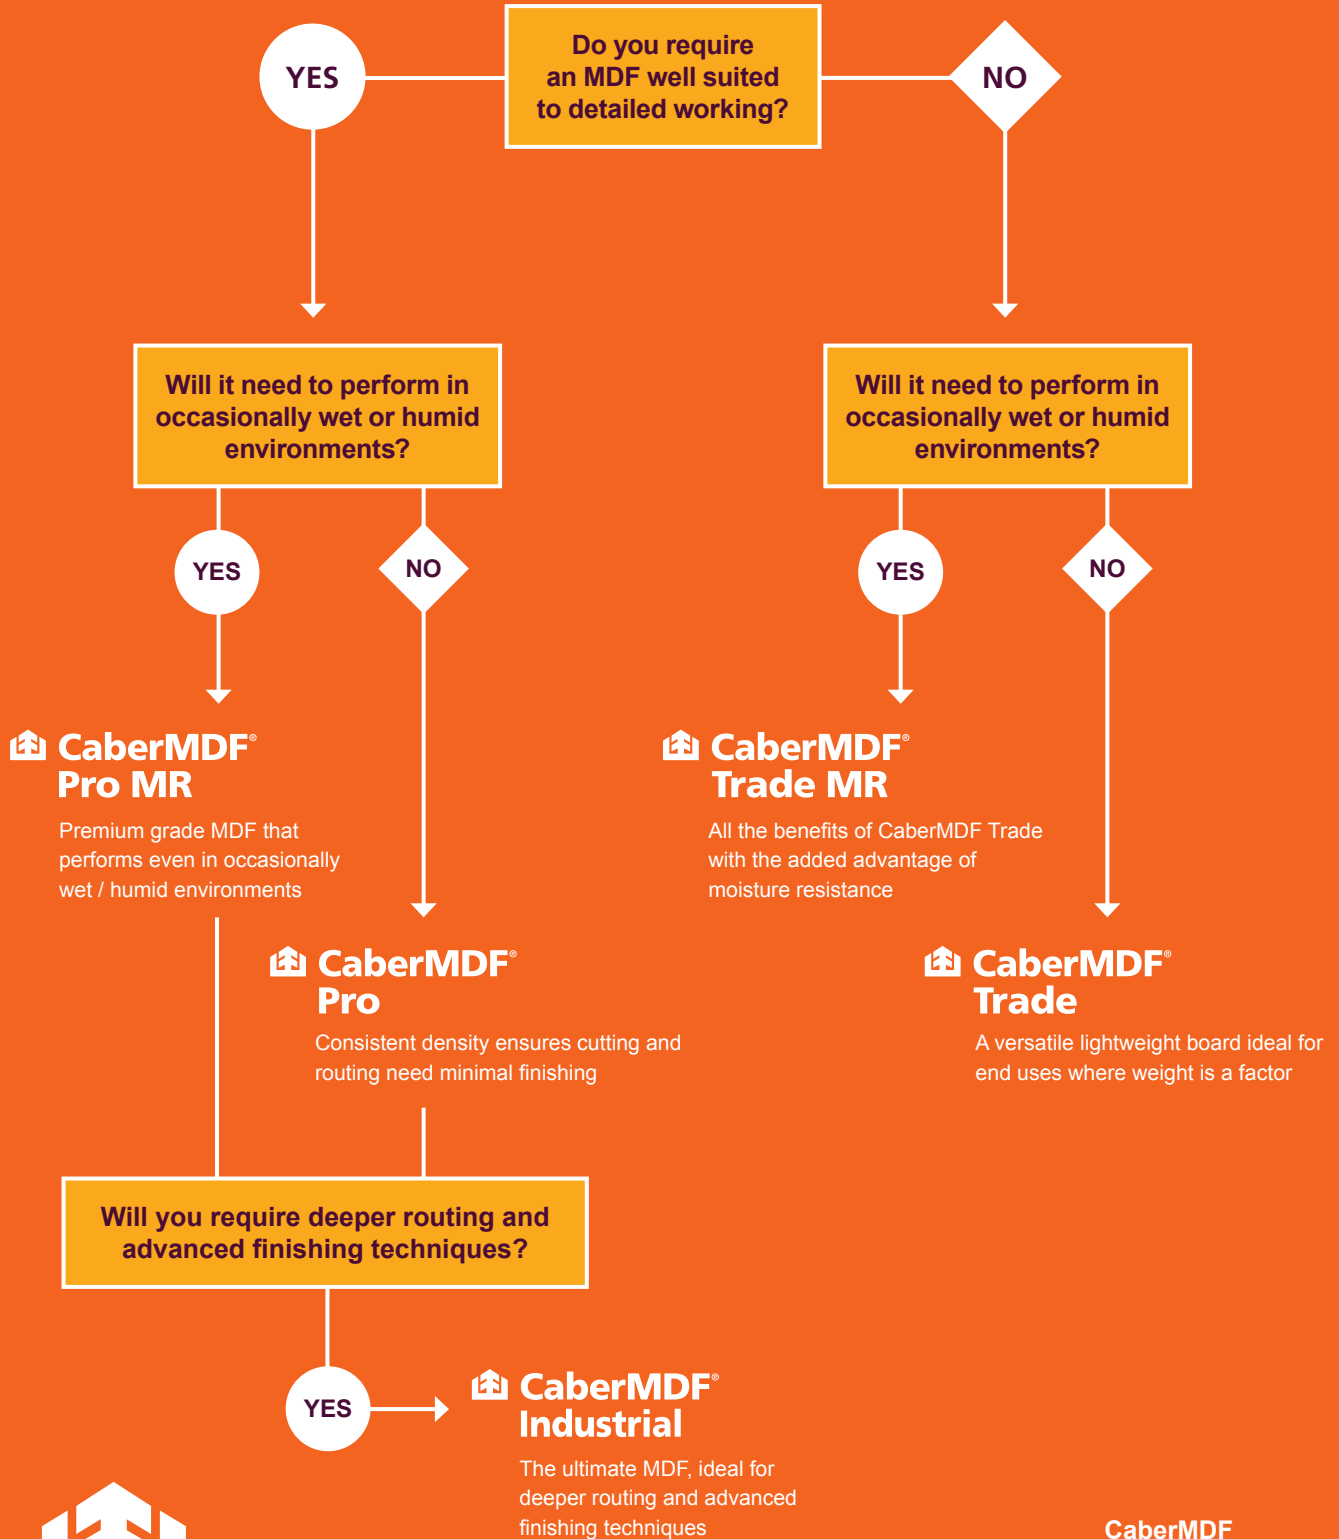 Do you require
an MDF well suited
to detailed working?
YES
NO
Will it need to perform in
occasionally wet or humid
environments?
Will it need to perform in
occasionally wet or humid
environments?
YES
NO
YES
NO
CaberMDF®
Pro MR
Premium grade MDF that
performs even in occasionally
wet / humid environments
CaberMDF®
Trade MR
All the benefits of CaberMDF Trade
with the added advantage of
moisture resistance
CaberMDF®
Pro
Consistent density ensures cutting and
routing need minimal finishing
CaberMDF®
Trade
A versatile lightweight board ideal for
end uses where weight is a factor
Will you require deeper routing and
advanced finishing techniques?
YES
CaberMDF®
Industrial
The ultimate MDF, ideal for
deeper routing and advanced
finishing techniques
CaberMDF